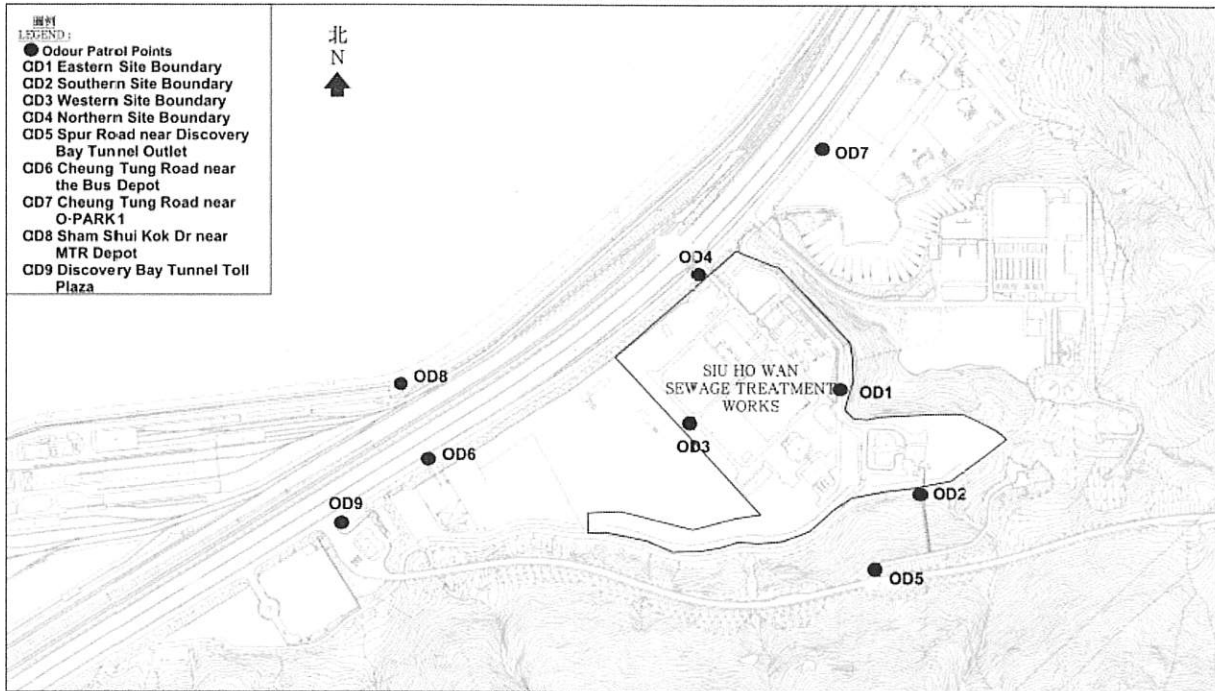 圖例
LEGEND :
Odour Patrol Points
OD1 Eastern Site Boundary
OD2 Southern Site Boundary
OD3 Western Site Boundary
OD4 Northern Site Boundary
OD5 Spur Road near Discovery
Bay Tunnel Outlet
OD6 Cheung Tung Road near
the Bus Depot
OD7 Cheung Tung Road near
O-PARK1
OD8 Sham Shui Kok Dr near
MTR Depot
OD9 Discovery Bay Tunnel Toll
Plaza
北
N
OD7
OD4
SIU HO WAN
SEWAGE TREATMENT
WORKS
OD8
OD1
OD3
OD6
OD2
OD9
OD5